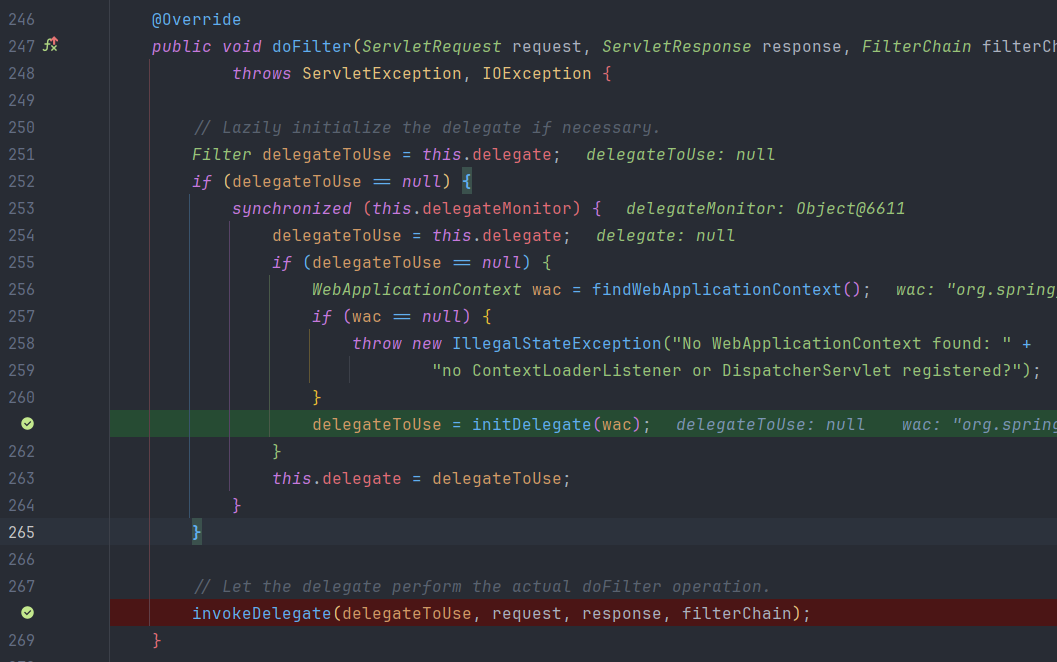 246 @Override
247 public void doFilter(ServletRequest request, ServletResponse response, FilterChain filterCh
248 throws ServletException, IOException {
249
250 // Lazily initialize the delegate if necessary.
251 Filter delegateToUse = this.delegate; delegateToUse: null
252 if (delegateToUse == null) {
253 synchronized (this.delegateMonitor) { delegateMonitor: Object@6611
254 delegateToUse = this.delegate; delegate: null
255 if (delegateToUse == null) {
256 WebApplicationContext wac = findWebApplicationContext(); wac: "org.spring
257 if (wac == null) {
258 throw new IllegalStateException("No WebApplicationContext found: " +
259 "no ContextLoaderListener or DispatcherServlet registered?");
260 }
delegateToUse = initDelegate(wac); delegateToUse: null wac: "org.spring
262 }
263 this.delegate = delegateToUse;
264 }
265 }
266
267 // Let the delegate perform the actual doFilter operation.
invokeDelegate(delegateToUse, request, response, filterChain);
269 }